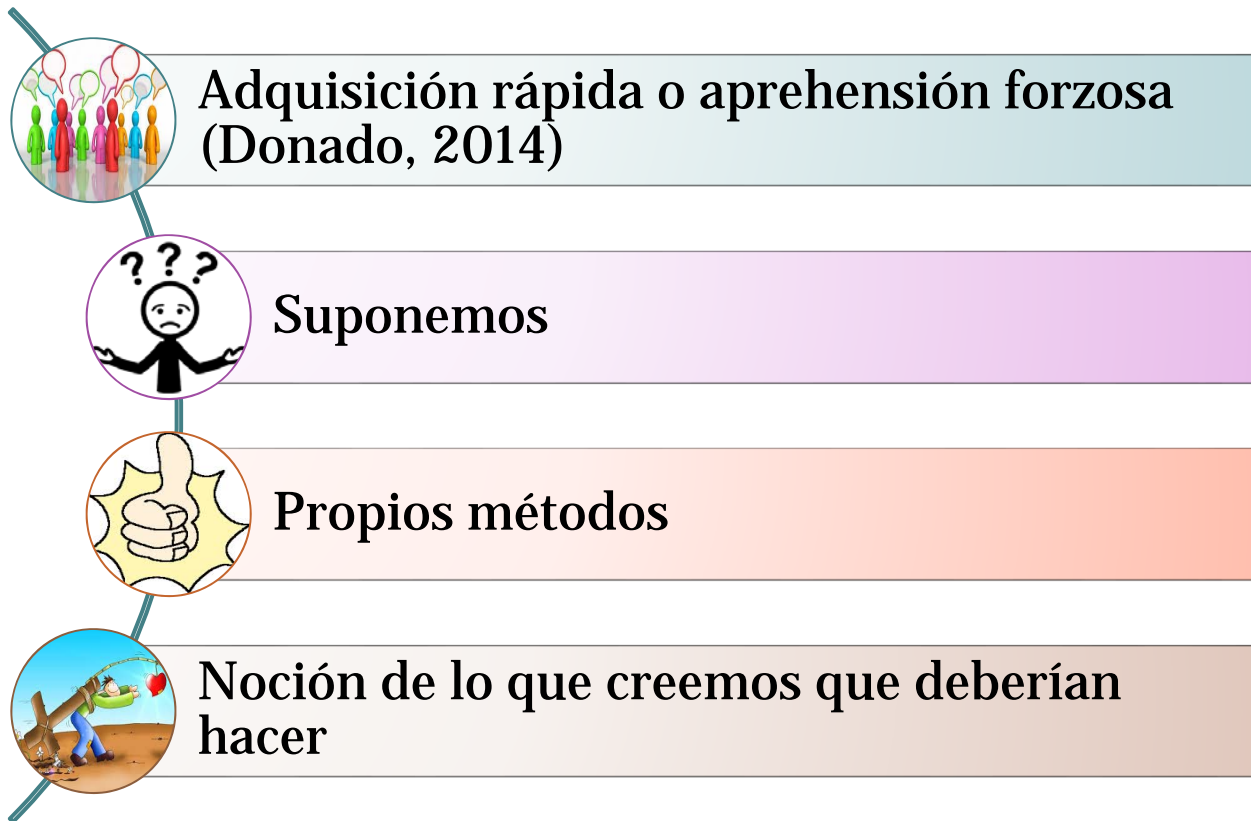 Adquisición rápida o aprehensión forzosa
(Donado, 2014)
? ? ?
Suponemos
Propios métodos
Noción de lo que creemos que deberían
hacer